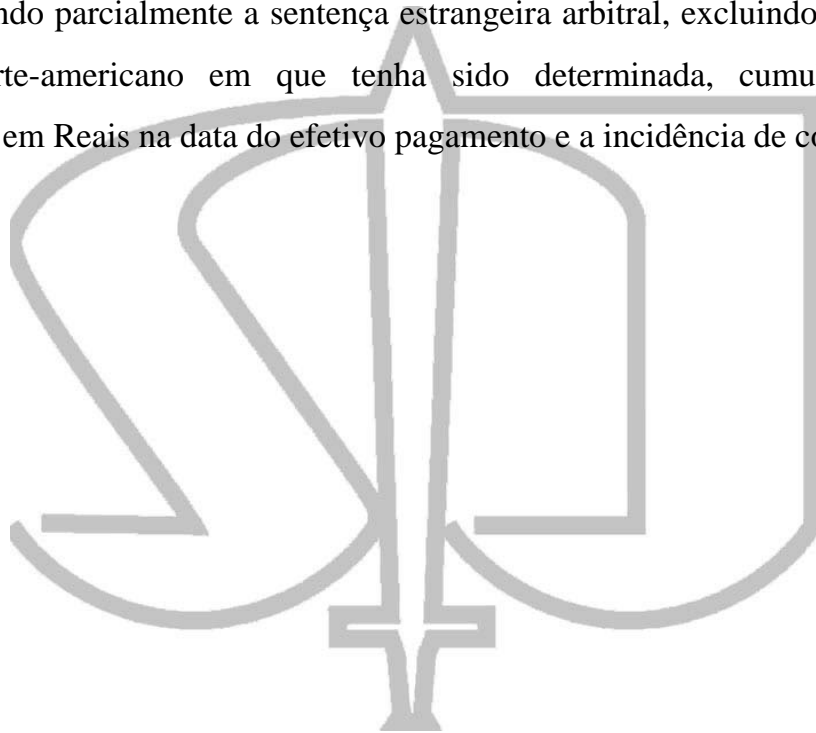 ndo parcialmente a sentença estrangeira arbitral, excluindo
rte-americano em que tenha sido determinada, cumu
em Reais na data do efetivo pagamento e a incidência de co
STJ